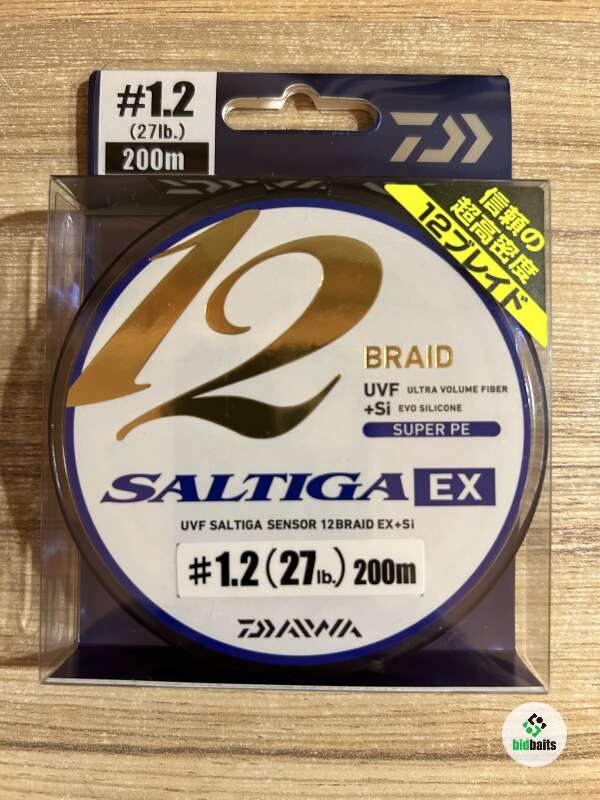 #1.2
(27lb.)
200m
信頼の
超高密度
12ブレイド
12
BRAID
UVF ULTRA VOLUME FIBER
+Si EVO SILICONE
SUPER PE
SALTIGA EX
UVF SALTIGA SENSOR 12BRAID EX+Si
#1.2(27lb.) 200m
DAIWA
bidbaits